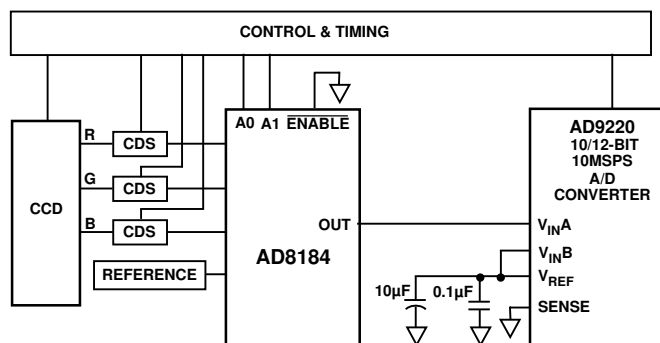 CONTROL & TIMING
R
CDS
G
CDS
B
CDS
CCD
REFERENCE
A0 A1 ENABLE
OUT
AD8184
10µF
0.1µF
AD9220
10/12-BIT
10MSPS
A/D
CONVERTER
VINA
VINB
VREF
SENSE